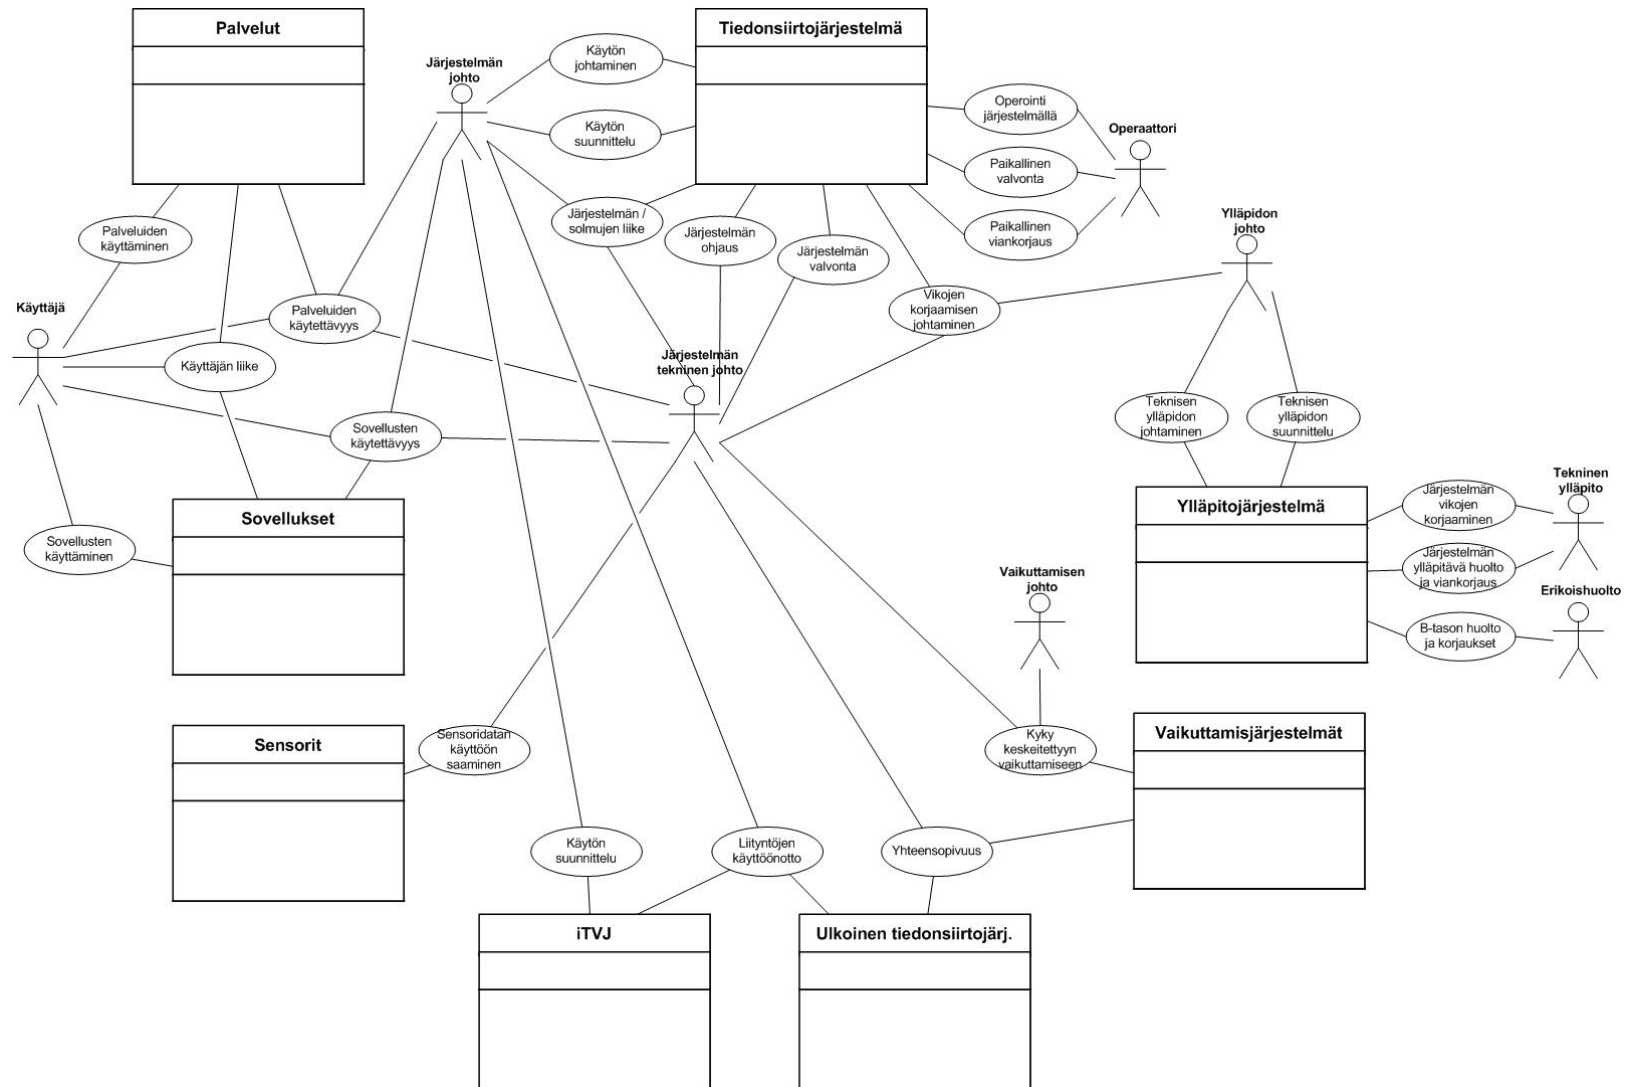 Palvelut
Tiedonsiirtojärjestelmä
Järjestelmän
johto
Käytön
johtaminen
Operointi
järjestelmällä
Käytön
suunnittelu
Operaattori
Paikallinen
valvonta
Palveluiden
käyttäminen
Järjestelmän /
solmujen liike
Järjestelmän
ohjaus
Järjestelmän
valvonta
Paikallinen
viankorjaus
Ylläpidon
johto
Käyttäjä
Palveluiden
käytettävyys
Vikojen
korjaamisen
johtaminen
Käyttäjän liike
Järjestelmän
tekninen johto
Sovellusten
käytettävyys
Teknisen
ylläpidon
johtaminen
Teknisen
ylläpidon
suunnittelu
Sovellukset
Ylläpitojärjestelmä
Järjestelmän
vikojen
korjaaminen
Tekninen
ylläpito
Sovellusten
käyttäminen
Järjestelmän
ylläpitävä huolto
ja viankorjaus
Vaikuttamisen
johto
Erikoishuolto
B-tason huolto
ja korjaukset
Sensorit
Sensoridatan
käyttöön
saaminen
Kyky
keskeitettyyn
vaikuttamiseen
Vaikuttamisjärjestelmät
Käytön
suunnittelu
Liityntöjen
käyttöönotto
Yhteensopivuus
iTVJ
Ulkoinen tiedonsiirtojärj.